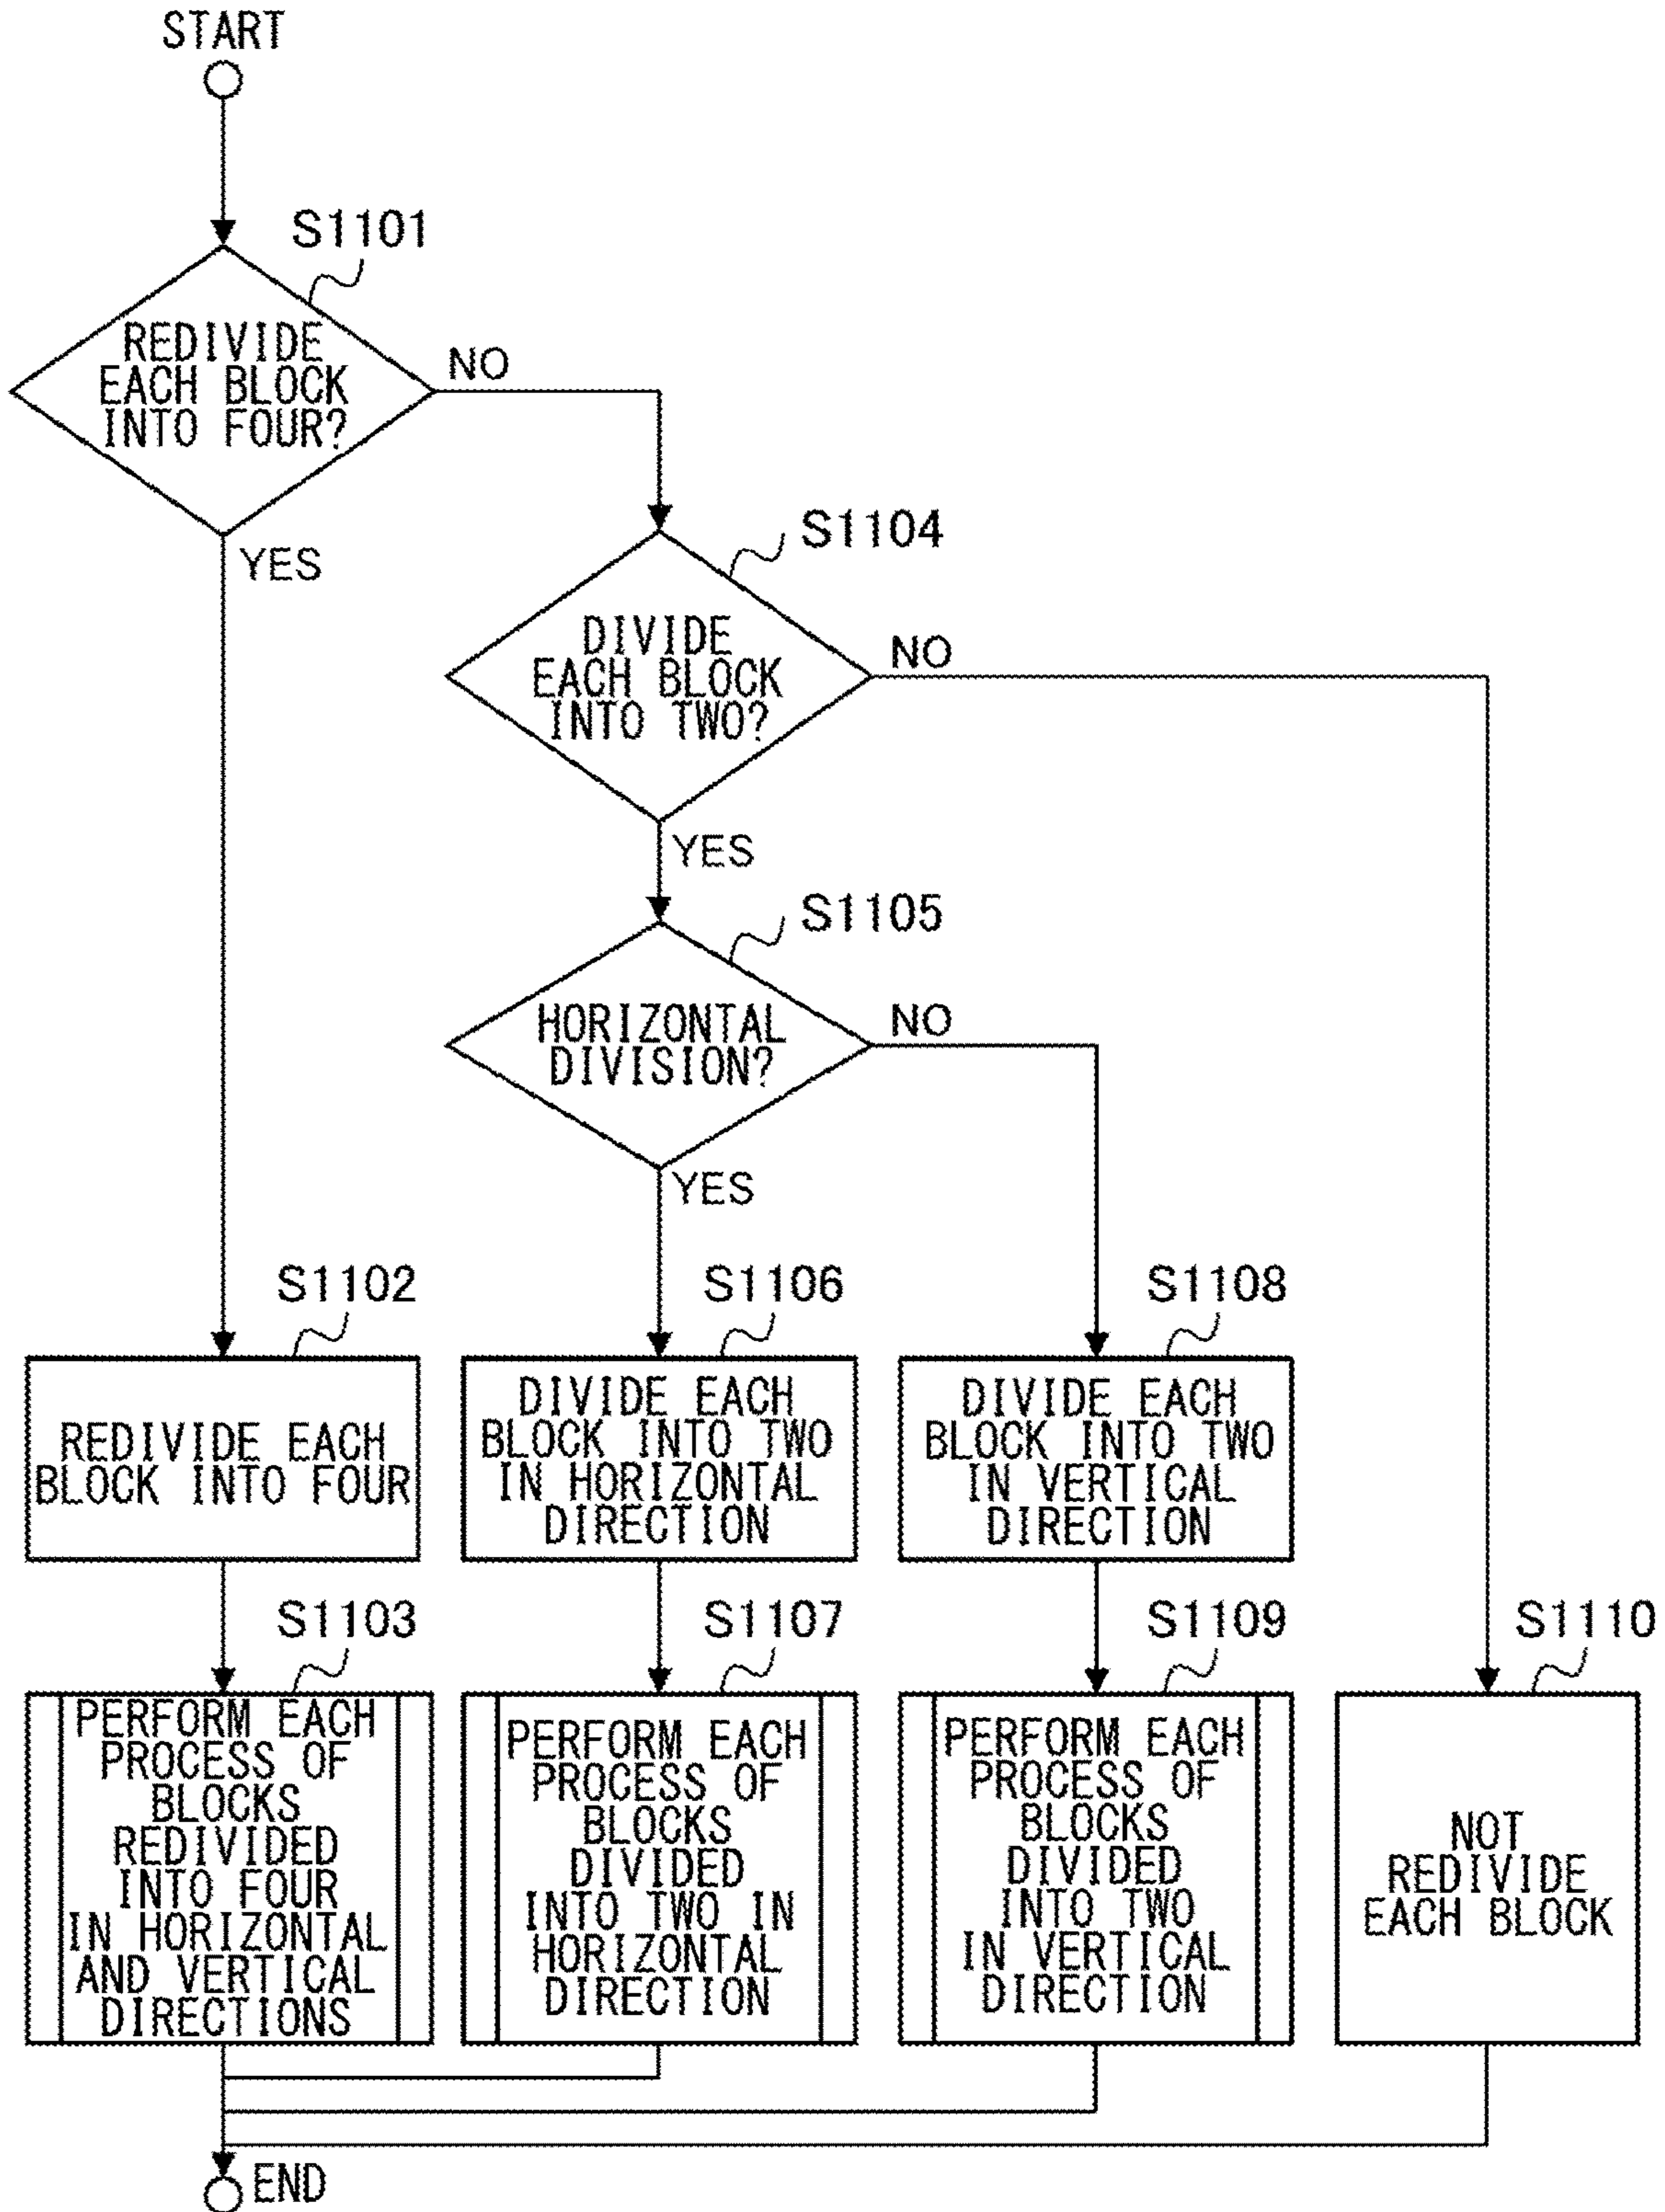 START
S1101
REDIVIDE
EACH BLOCK
INTO FOUR?
NO
YES
S1104
DIVIDE
EACH BLOCK
INTO TWO?
NO
YES
S1105
HORIZONTAL
DIVISION?
NO
YES
S1102
REDIVIDE EACH
BLOCK INTO FOUR
S1106
DIVIDE EACH
BLOCK INTO TWO
IN HORIZONTAL
DIRECTION
S1108
DIVIDE EACH
BLOCK INTO TWO
IN VERTICAL
DIRECTION
S1103
PERFORM EACH
PROCESS OF
BLOCKS
REDIVIDED
INTO FOUR
IN HORIZONTAL
AND VERTICAL
DIRECTIONS
S1107
PERFORM EACH
PROCESS OF
BLOCKS
DIVIDED
INTO TWO IN
HORIZONTAL
DIRECTION
S1109
PERFORM EACH
PROCESS OF
BLOCKS
DIVIDED
INTO TWO
IN VERTICAL
DIRECTION
S1110
NOT
REDIVIDE
EACH BLOCK
END